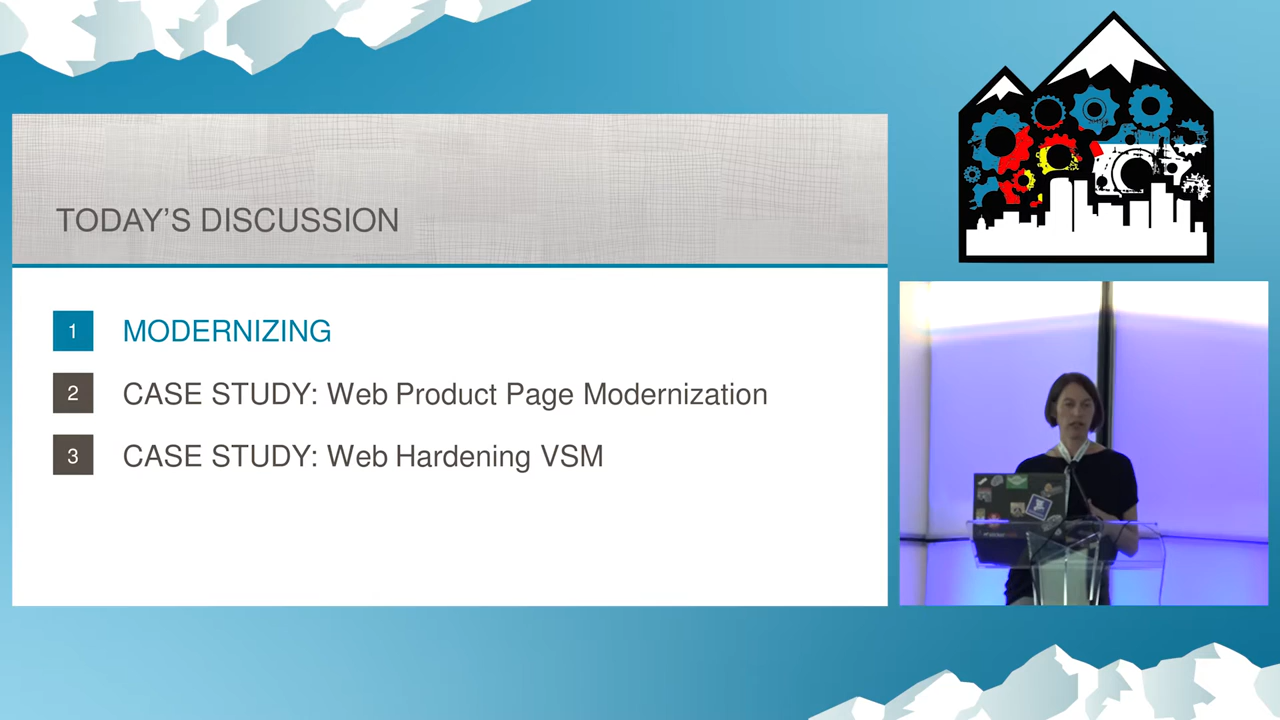 TODAY'S DISCUSSION
1 MODERNIZING
2 CASE STUDY: Web Product Page Modernization
3 CASE STUDY: Web Hardening VSM